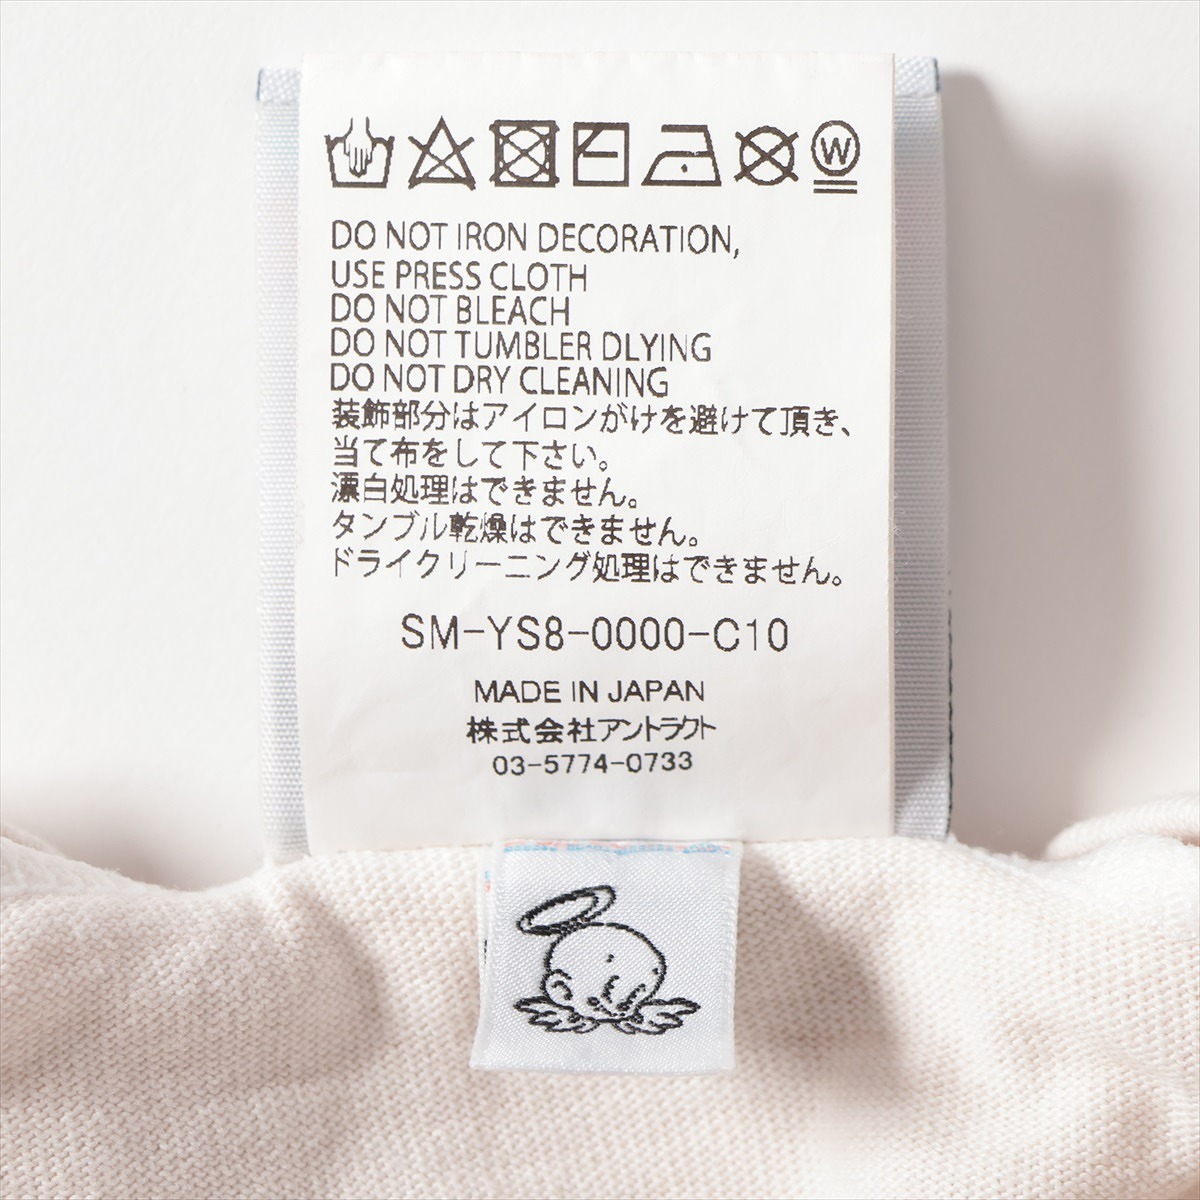 W
DO NOT IRON DECORATION,
USE PRESS CLOTH
DO NOT BLEACH
DO NOT TUMBLER DLYING
DO NOT DRY CLEANING
装飾部分はアイロンがけを避けて頂き、
当て布をして下さい。
漂白処理はできません。
タンブル乾燥はできません。
ドライクリーニング処理はできません。
SM-YS8-0000-C10
MADE IN JAPAN
株式会社アントラクト
03-5774-0733